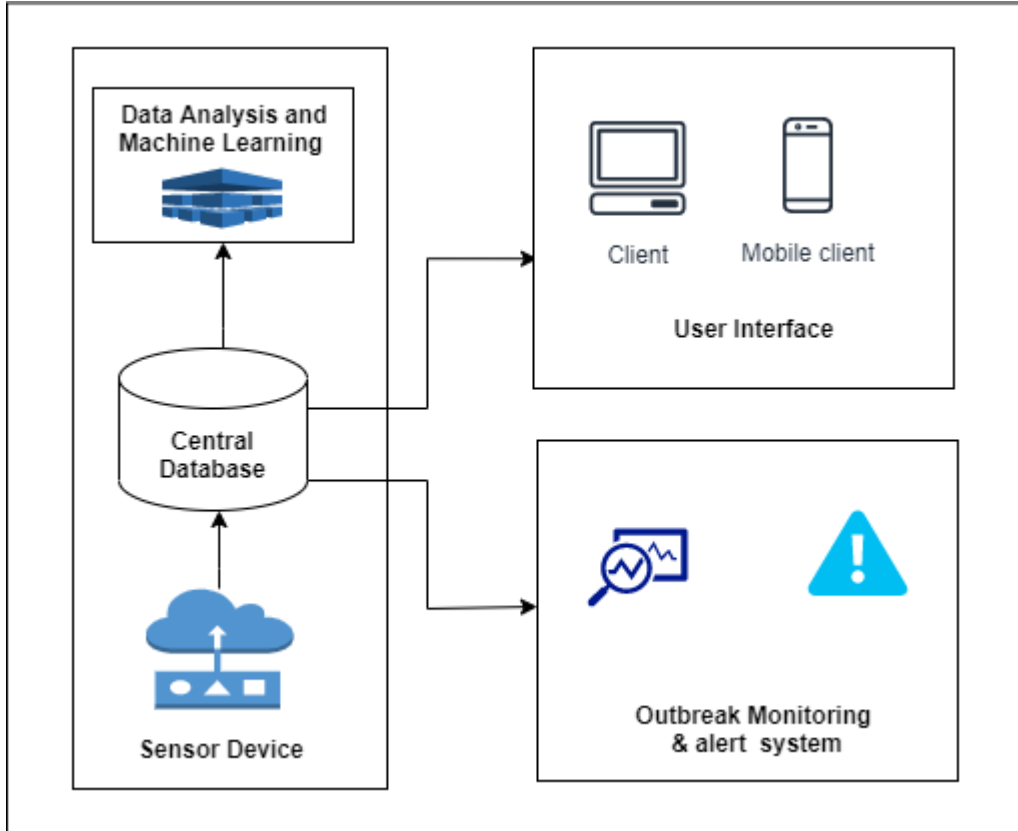 Data Analysis and
Machine Learning
Central
Database
Sensor Device
Client
Mobile client
User Interface
Outbreak Monitoring
& alert system